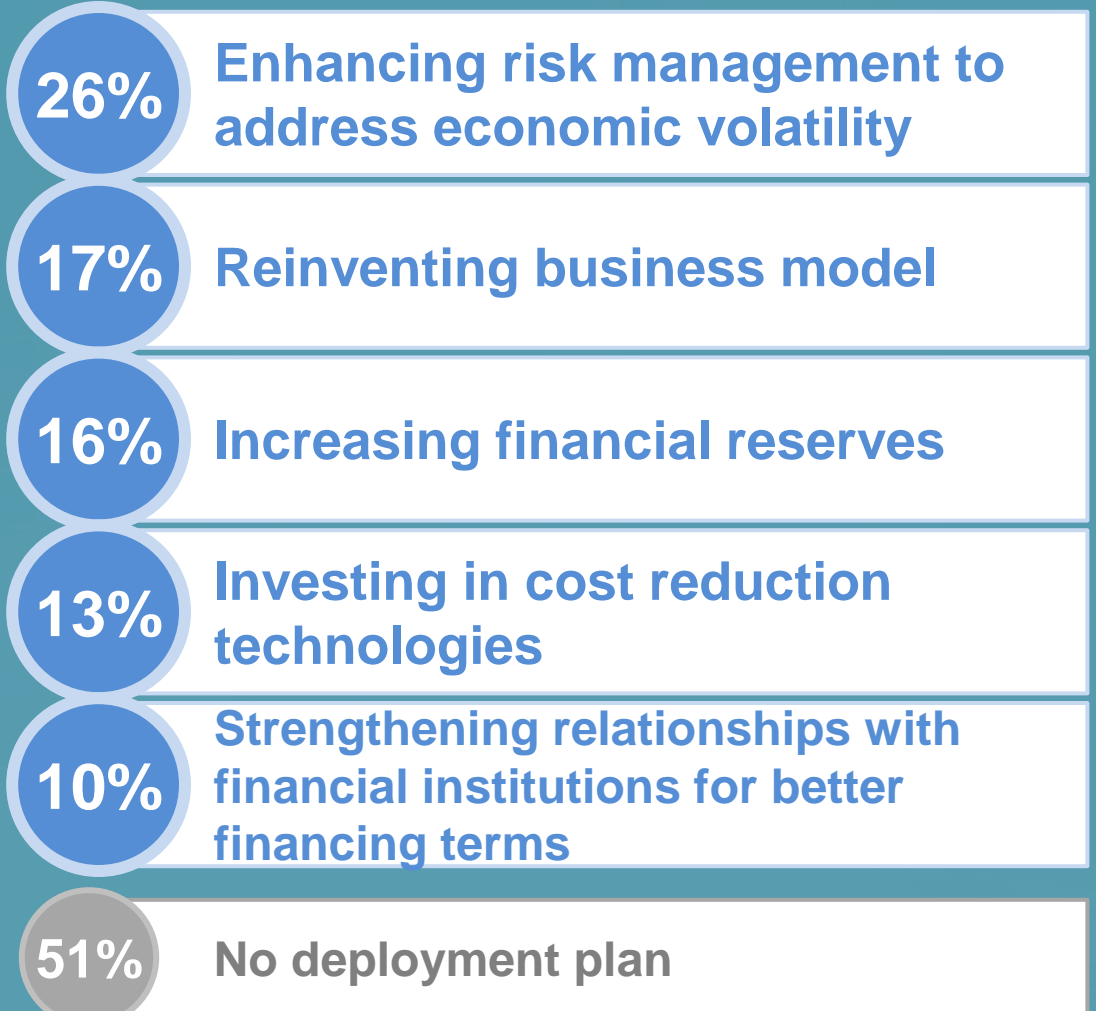 26%
Enhancing risk management to
address economic volatility
17%
Reinventing business model
16%
Increasing financial reserves
13%
Investing in cost reduction
technologies
10%
Strengthening relationships with
financial institutions for better
financing terms
51%
No deployment plan